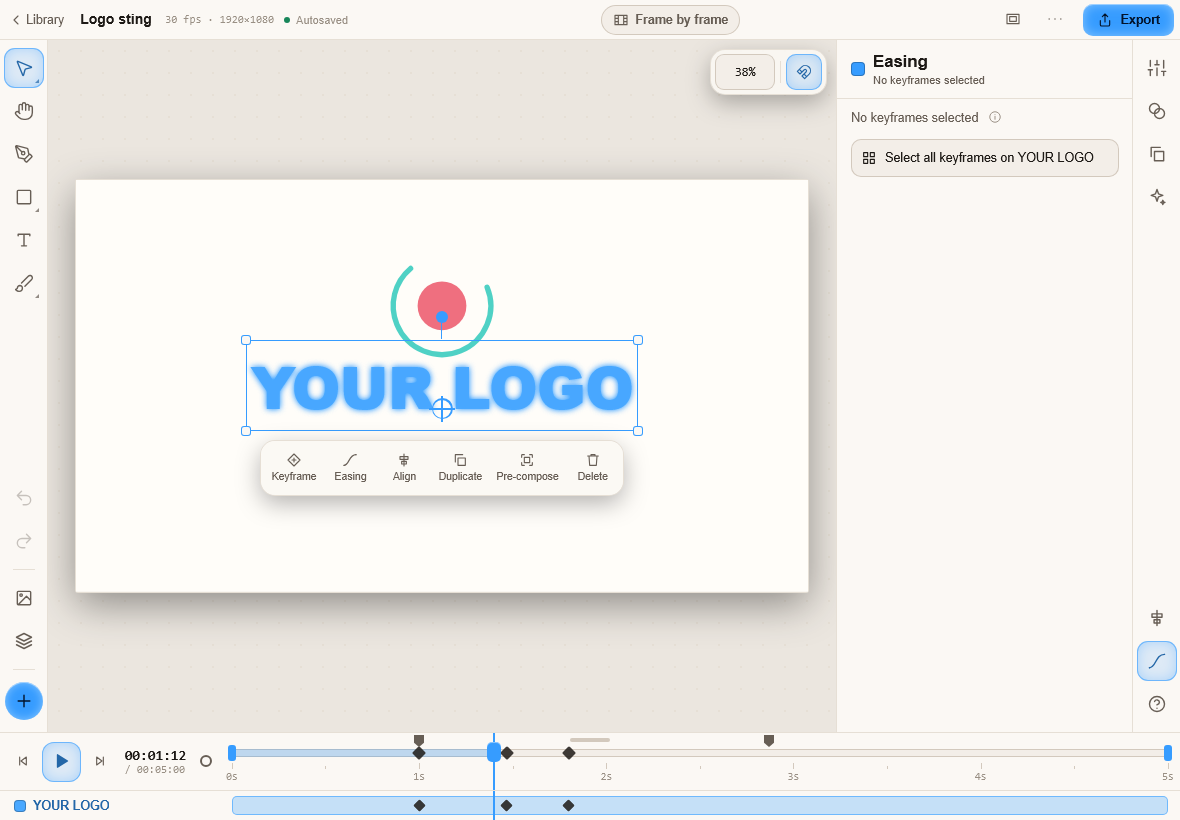 Library
Logo sting
30 fps · 1920×1080
Autosaved
Frame by frame
Export
38%
Easing
No keyframes selected
No keyframes selected
Select all keyframes on YOUR LOGO
YOUR LOGO
Keyframe
Easing
Align
Duplicate
Pre-compose
Delete
00:01:12
/ 00:05:00
0s
1s
2s
3s
4s
5s
YOUR LOGO